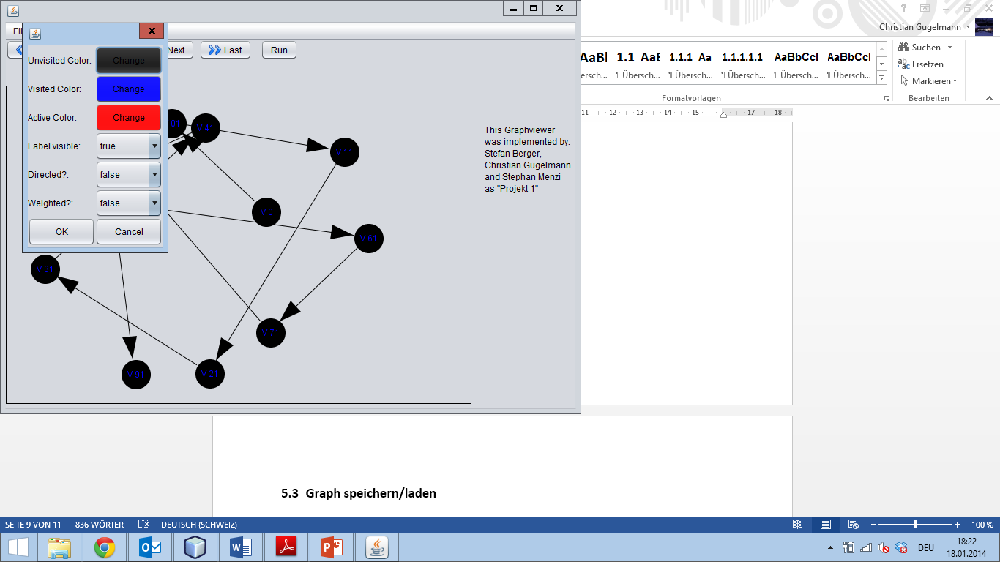 Fi
Next
Last
Run
Unvisited Color:
Change
Visited Color:
Change
Active Color:
Change
Label visible:
true
Directed?:
false
Weighted?:
false
OK
Cancel
01
V 41
V 11
V 0
V 61
V 31
V 71
V 91
V 21
This Graphviewer
was implemented by:
Stefan Berger,
Christian Gugelmann
and Stephan Menzi
as "Projekt 1"
?
Christian Gugelmann
AaBl
1.1 AaB
1.1.1 Aa
1.1.1.1.1
AaBbCcI
AaBbCcI
bersch...
¶ Übersch...
¶ Übersch...
¶ Übersch...
¶ Übersch...
¶ Übersch...
Formatvorlagen
Suchen
Ersetzen
Markieren
Bearbeiten
11 12 13 14 15 17 18
5.3 Graph speichern/laden
SEITE 9 VON 11 836 WÖRTER DEUTSCH (SCHWEIZ) 100 %
DEU
18:22
18.01.2014